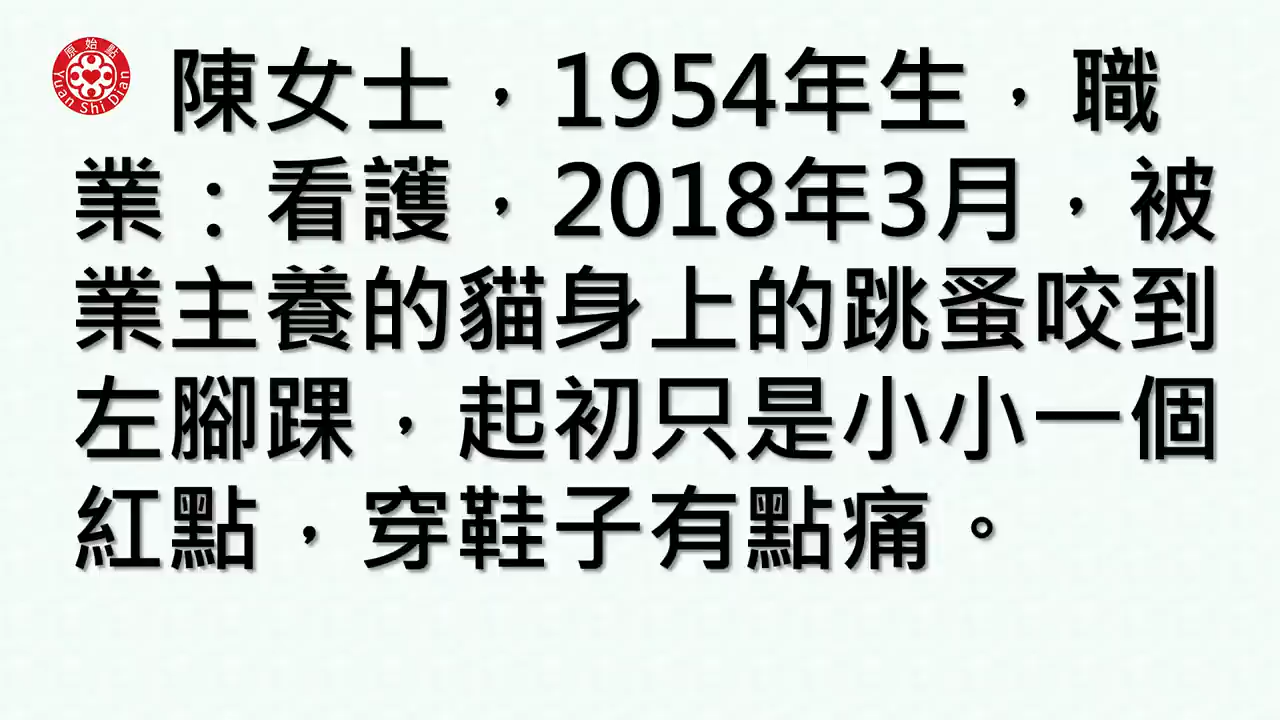 原始點
Yuan Shi Dian
陳女士，1954年生，職
業：看護，2018年3月，被
業主養的貓身上的跳蚤咬到
左腳踝，起初只是小小一個
紅點，穿鞋子有點痛。